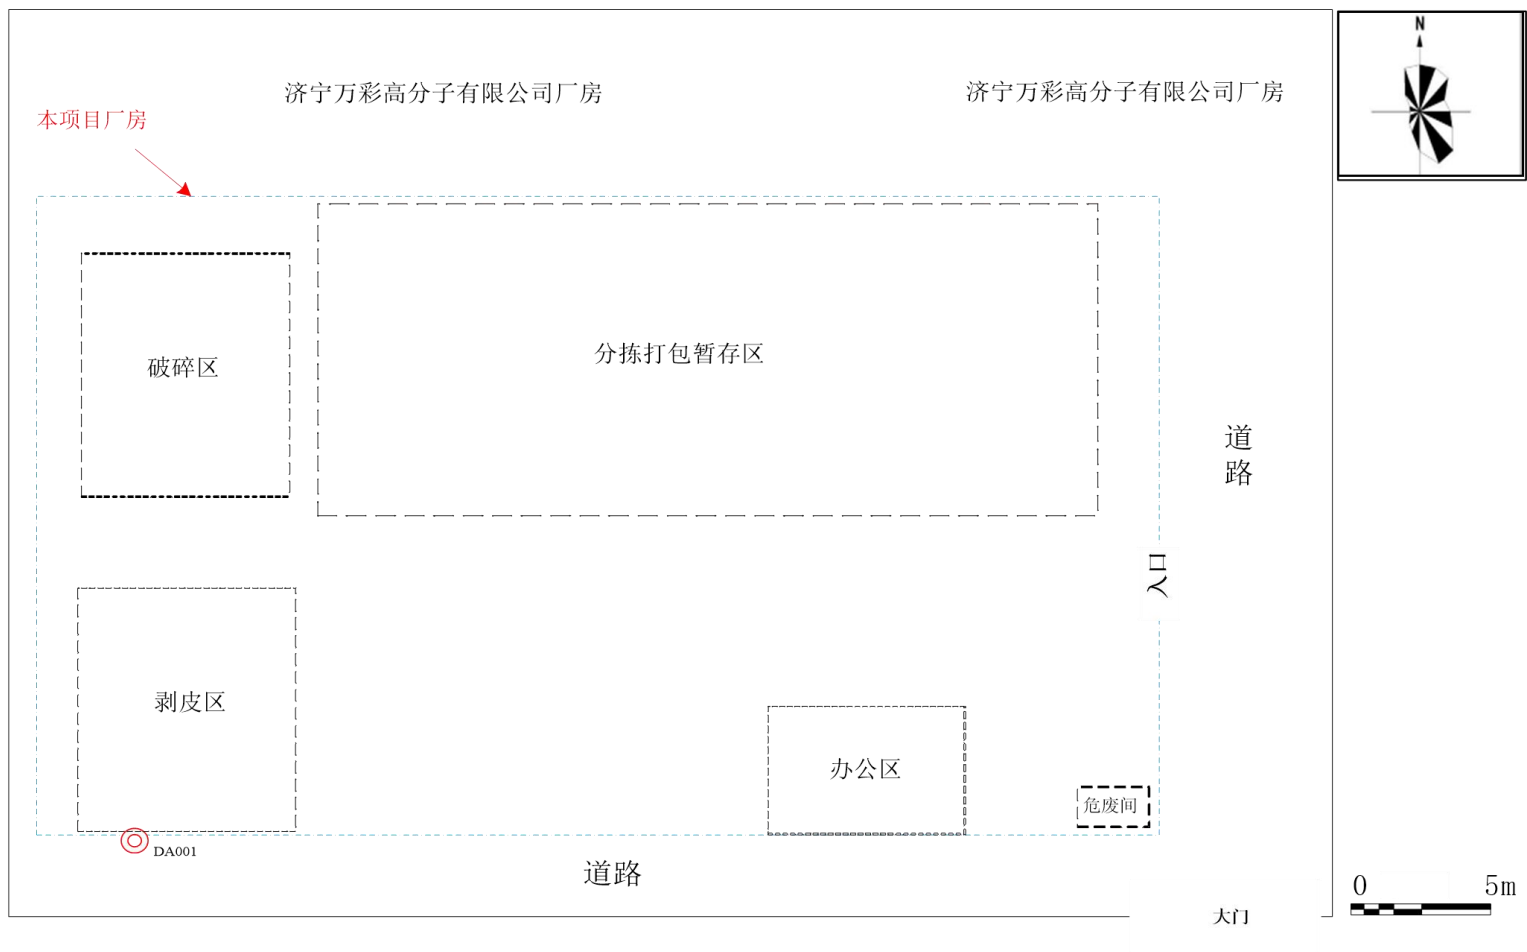 N
济宁万彩高分子有限公司厂房
济宁万彩高分子有限公司厂房
本项目厂房
破碎区
分拣打包暂存区
道路
入口
剥皮区
办公区
危废间
DA001
道路
0 5m
大门